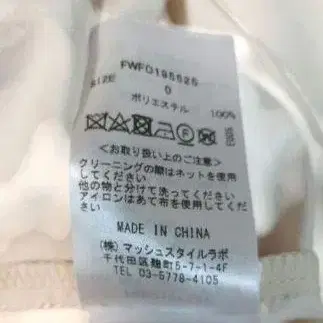 FWFO195525
SIZE 0
ポリエステル 100%
<お取り扱い上のご注意>
クリーニングの際はネットを使用
してください
他の物と分けて洗ってください
アイロンはあて布を使用してくだ
さい
MADE IN CHINA
(株)マッシュスタイルラボ
千代田区麹町5-7-1-4F
TEL 03-5778-4105